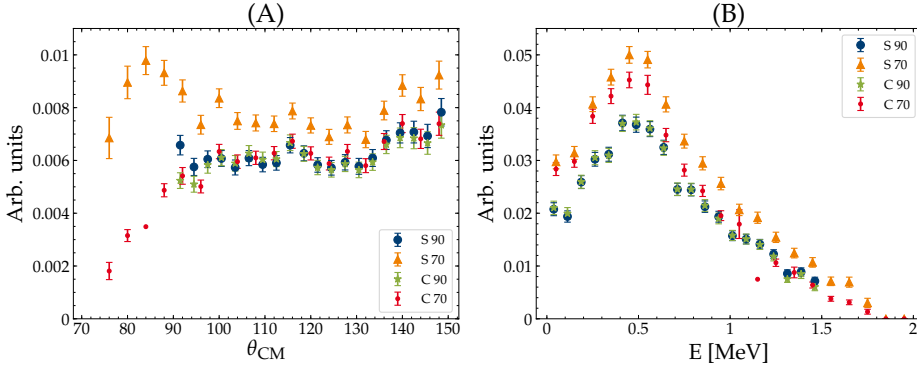 (A)
Arb. units
0.01
0.008
0.006
0.004
0.002
0
70 80 90 100 110 120 130 140 150
θCM
S 90
S 70
C 90
C 70
(B)
Arb. units
0.05
0.04
0.03
0.02
0.01
0
0 0.5 1 1.5 2
E [MeV]
S 90
S 70
C 90
C 70